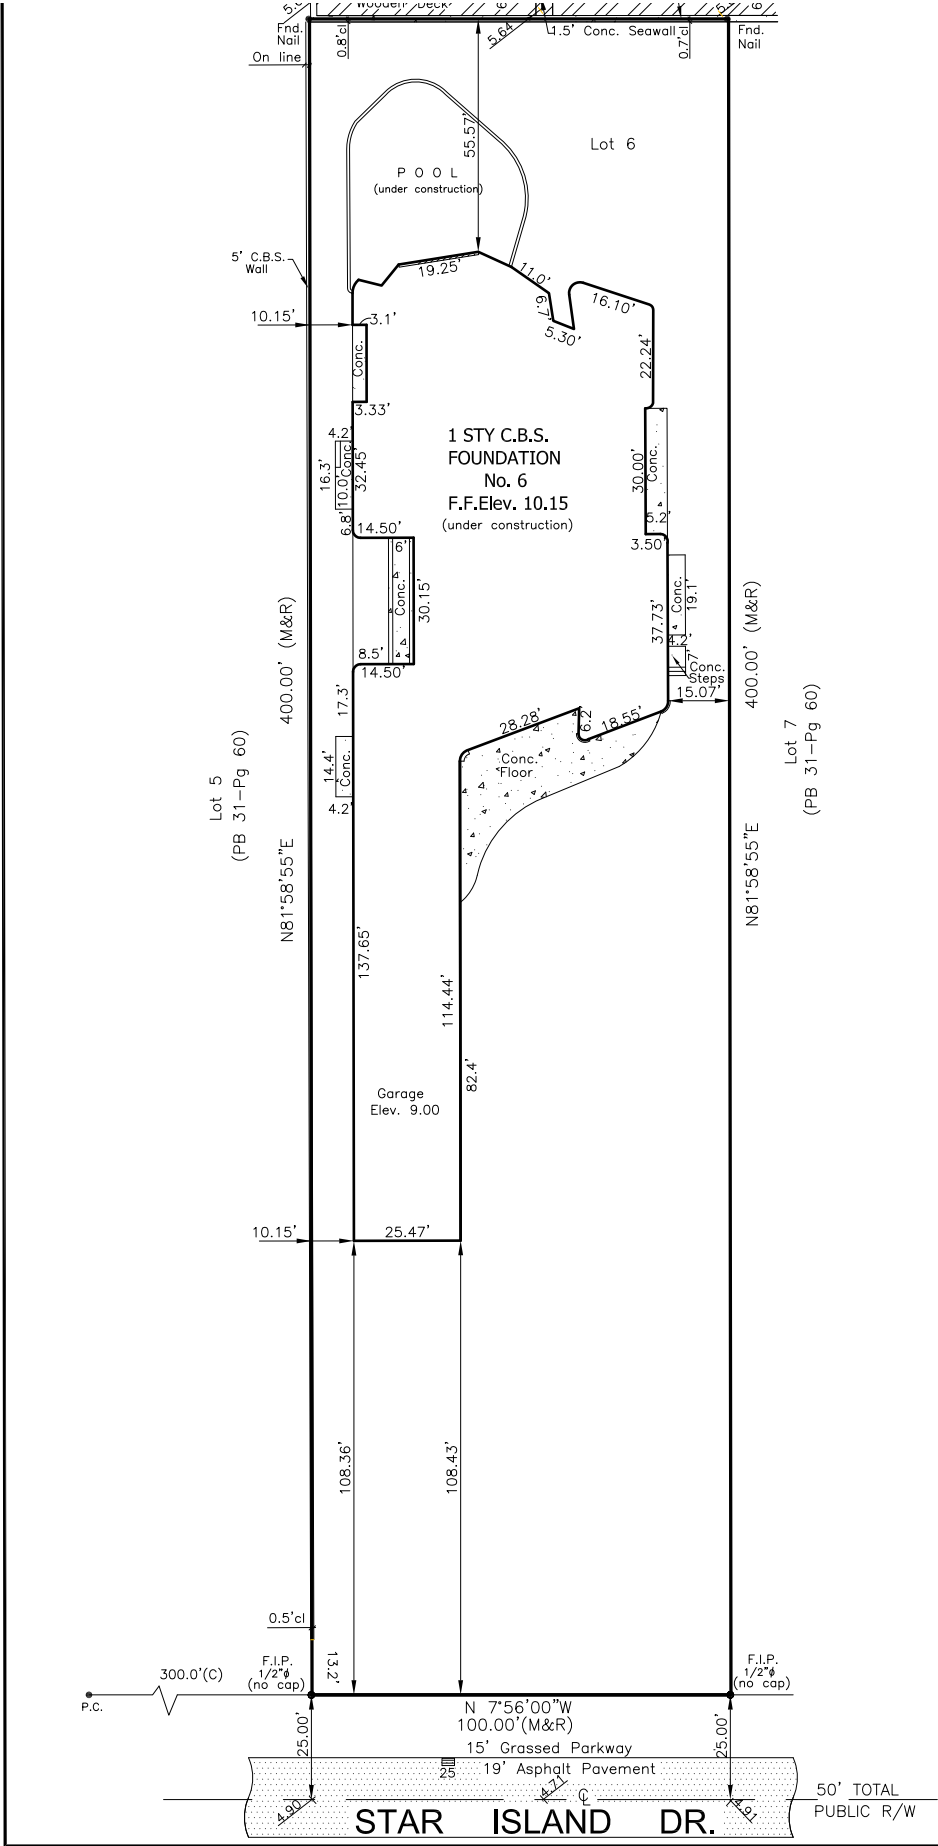 Wooden Deck
5.64'
1.5' Conc. Seawall
Fnd.
Nail
On line
0.8'cl
0.7'cl
Fnd.
Nail
55.57'
Lot 6
P O O L
(under construction)
5' C.B.S.
Wall
19.25'
11.0'
6.7'
5.30'
16.10'
10.15'
3.1'
Conc.
22.24'
3.33'
4.2'
16.3'
10.0'
Conc.
32.45'
6.8'
1 STY C.B.S.
FOUNDATION
No. 6
F.F.Elev. 10.15
(under construction)
30.00'
Conc.
5.2'
3.50'
14.50'
6'
Conc.
30.15'
8.5'
14.50'
37.73'
Conc.
19.1'
4.2'
7'
Conc.
Steps
15.07'
400.00' (M&R)
400.00' (M&R)
17.3'
14.4'
Conc.
4.2'
28.28'
6.2
18.55'
Conc.
Floor
Lot 5
(PB 31-Pg 60)
Lot 7
(PB 31-Pg 60)
N81°58'55"E
N81°58'55"E
137.65'
114.44'
82.4'
Garage
Elev. 9.00
10.15'
25.47'
108.36'
108.43'
0.5'cl
13.2'
F.I.P.
1/2"ø
(no cap)
F.I.P.
1/2"ø
(no cap)
300.0'(C)
P.C.
N 7°56'00"W
100.00'(M&R)
25.00'
25.00'
15' Grassed Parkway
25
19' Asphalt Pavement
4.90
4.71
4.91
50' TOTAL
PUBLIC R/W
STAR ISLAND DR.